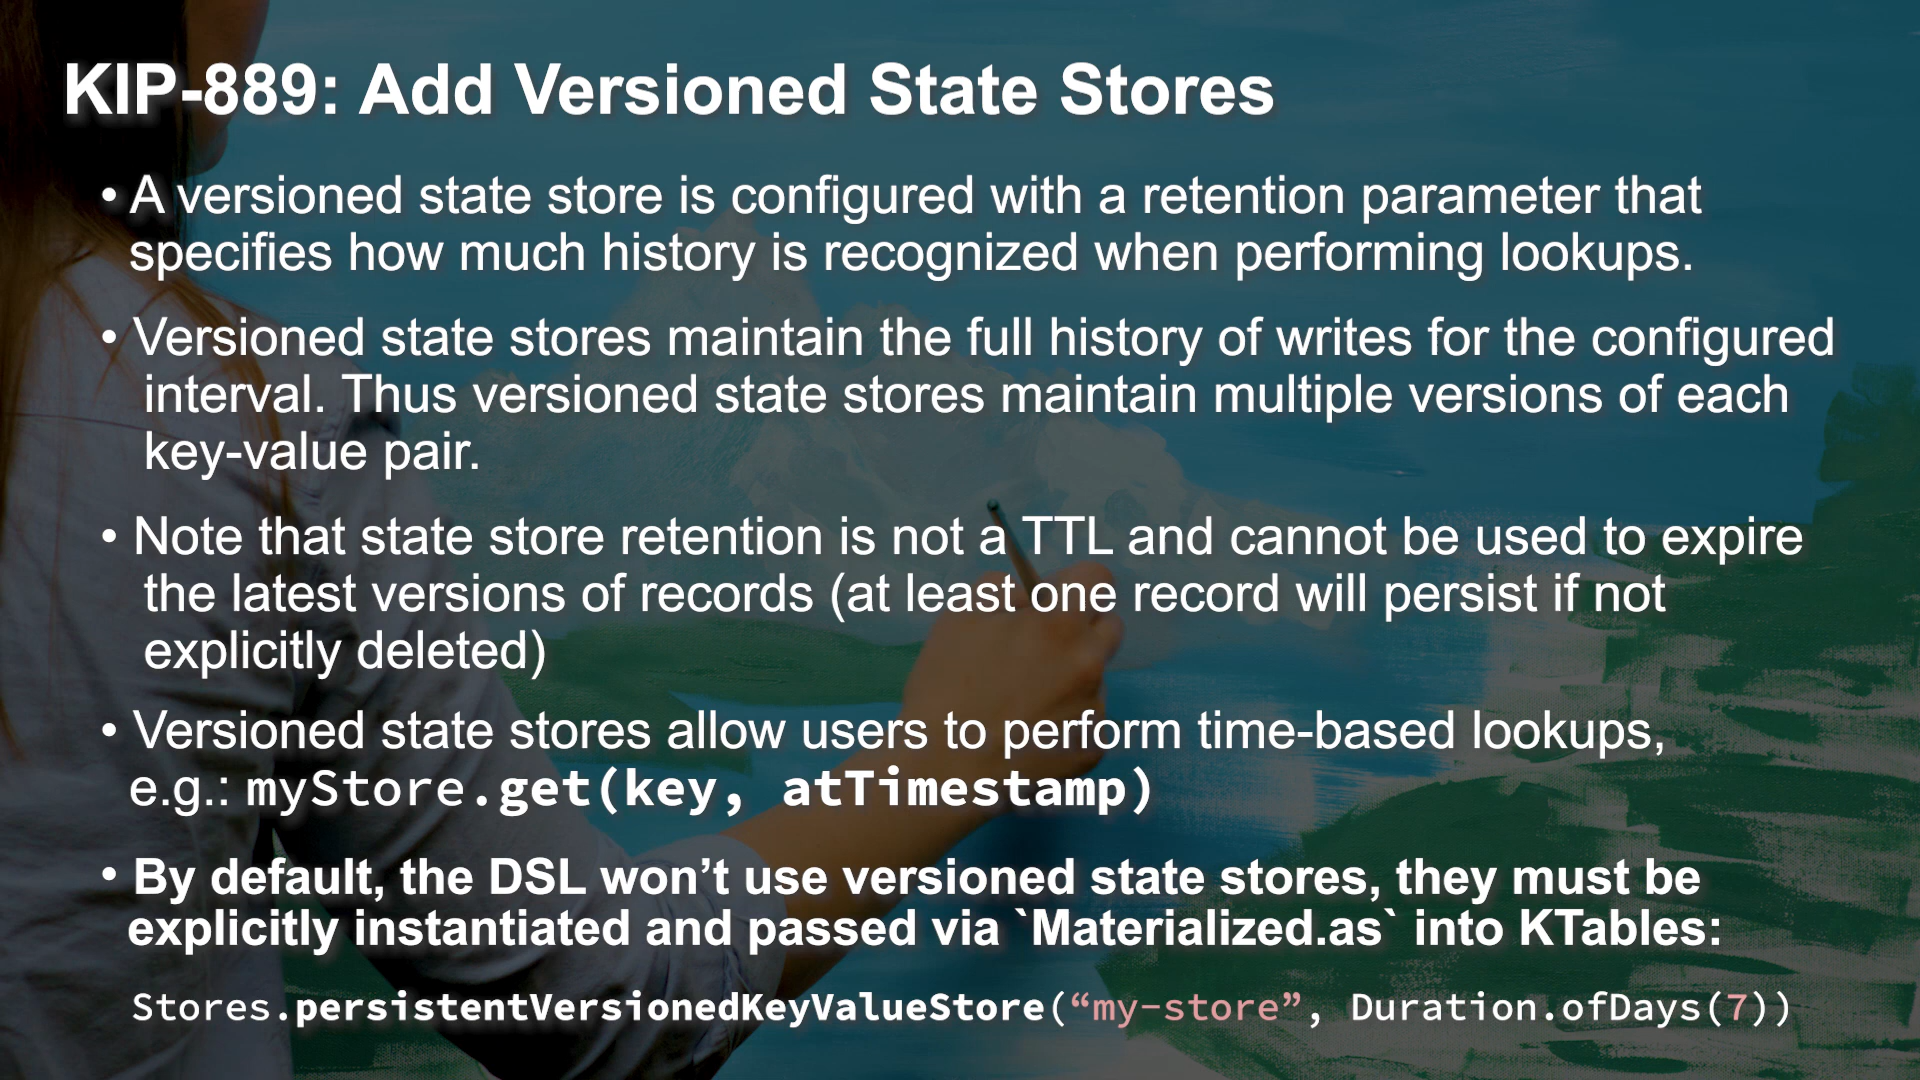 KIP-889: Add Versioned State Stores
• A versioned state store is configured with a retention parameter that
specifies how much history is recognized when performing lookups.
• Versioned state stores maintain the full history of writes for the configured
interval. Thus versioned state stores maintain multiple versions of each
key-value pair.
• Note that state store retention is not a TTL and cannot be used to expire
the latest versions of records (at least one record will persist if not
explicitly deleted)
• Versioned state stores allow users to perform time-based lookups,
e.g.: myStore.get(key, atTimestamp)
• By default, the DSL won’t use versioned state stores, they must be
explicitly instantiated and passed via `Materialized.as` into KTables:
Stores.persistentVersionedKeyValueStore(“my-store”, Duration.ofDays(7))